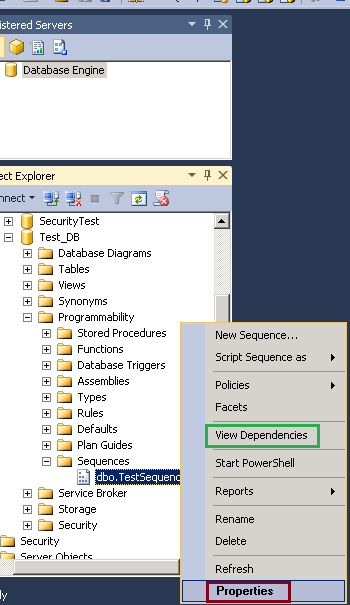 istered Servers
Database Engine
ect Explorer
nnect
SecurityTest
Test_DB
Database Diagrams
Tables
Views
Synonyms
Programmability
Stored Procedures
Functions
Database Triggers
Assemblies
Types
Rules
Defaults
Plan Guides
Sequences
dbo.TestSequenc
Service Broker
Storage
Security
Security
Server Objects
dy
New Sequence...
Script Sequence as
Policies
Facets
View Dependencies
Start PowerShell
Reports
Rename
Delete
Refresh
Properties